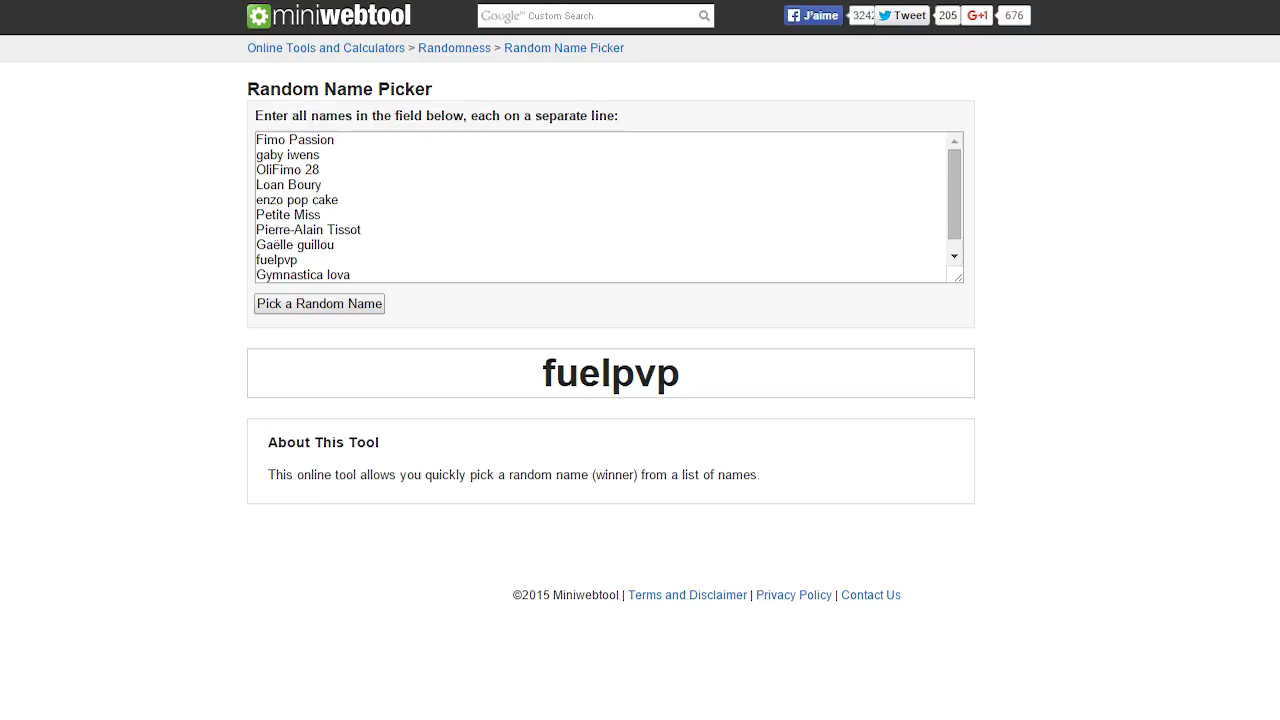 miniwebtool
Google™ Custom Search
J'aime
3242
Tweet
205
+1
676
Online Tools and Calculators > Randomness > Random Name Picker
Random Name Picker
Enter all names in the field below, each on a separate line:
Fimo Passion
gaby iwens
OliFimo 28
Loan Boury
enzo pop cake
Petite Miss
Pierre-Alain Tissot
Gaëlle guillou
fuelpvp
Gymnastica lova
Pick a Random Name
fuelpvp
About This Tool
This online tool allows you quickly pick a random name (winner) from a list of names.
©2015 Miniwebtool | Terms and Disclaimer | Privacy Policy | Contact Us